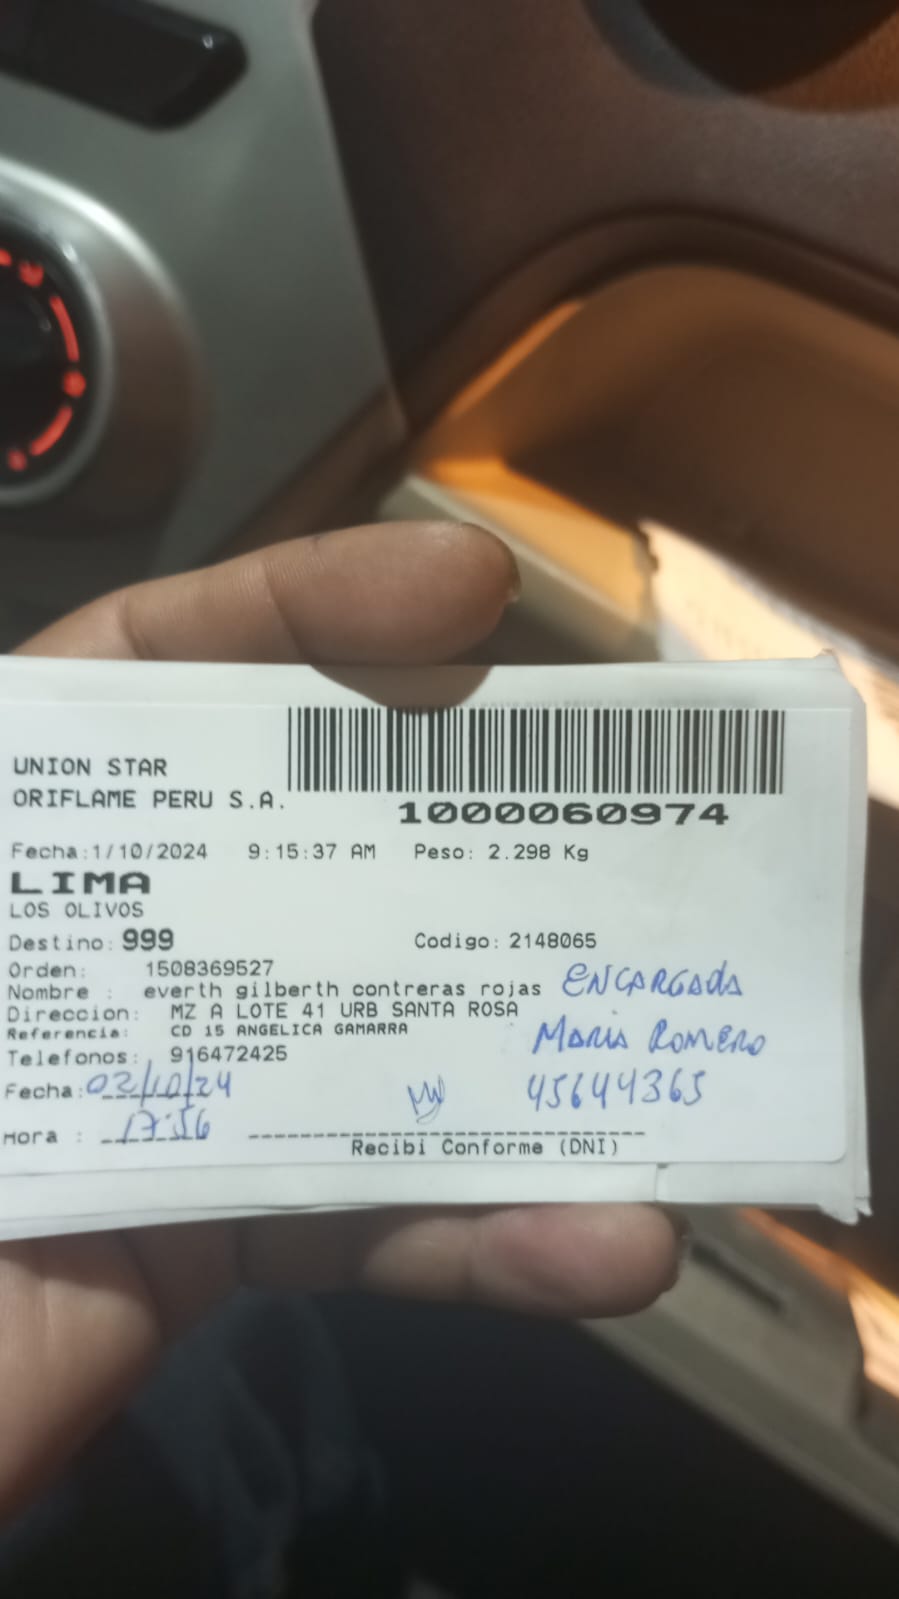 UNION STAR
ORIFLAME PERU S.A.
1000060974
Fecha:1/10/2024 9:15:37 AM Peso: 2.298 Kg
LIMA
LOS OLIVOS
Destino: 999 Codigo: 2148065
Orden: 1508369527
Nombre : everth gilberth contreras rojas ENCARGADA
Direccion: MZ A LOTE 41 URB SANTA ROSA
Referencia: CD 15 ANGELICA GAMARRA MARIA ROMERO
Telefonos: 916472425
Fecha: 02/10/24 45644365
Hora : 17:56
Recibi Conforme (DNI)